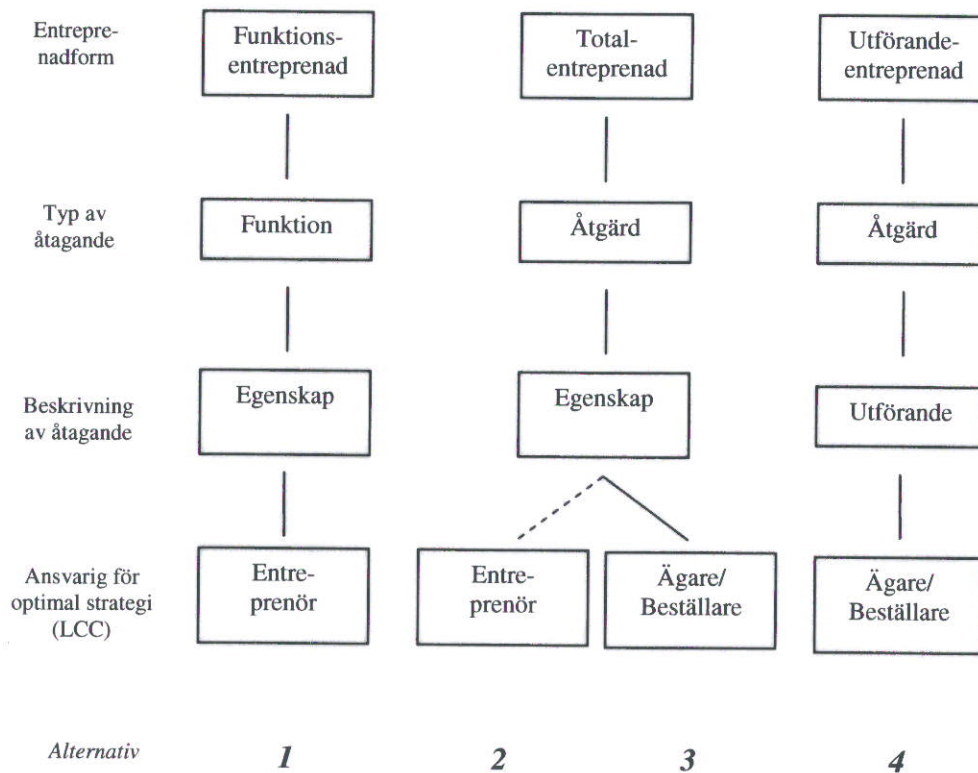 Entrepre-
nadform
Funktions-
entreprenad
Total-
entreprenad
Utförande-
entreprenad
Typ av
åtagande
Funktion
Åtgärd
Åtgärd
Beskrivning
av åtagande
Egenskap
Egenskap
Utförande
Ansvarig för
optimal strategi
(LCC)
Entre-
prenör
Entre-
prenör
Ägare/
Beställare
Ägare/
Beställare
Alternativ
1
2
3
4